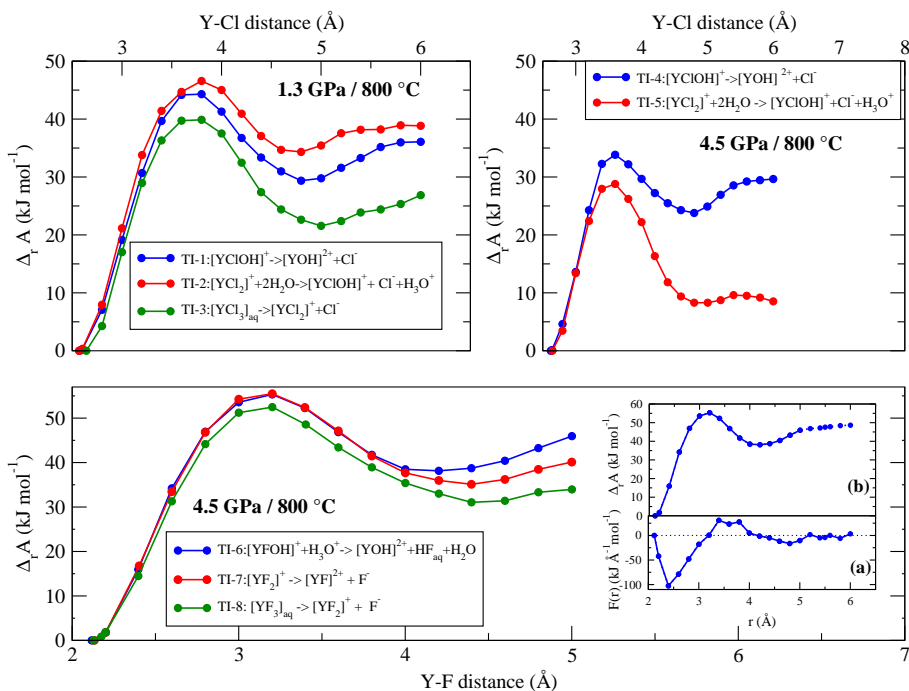 Y-Cl distance (Å)
3 4 5 6
Y-Cl distance (Å)
3 4 5 6 7 8
50
40
30
20
10
0
Δr A (kJ mol-1)
1.3 GPa / 800 °C
TI-1:[YClOH]+->[YOH]2++Cl-
TI-2:[YCl2]++2H2O->[YClOH]++ Cl-+H3O+
TI-3:[YCl3]aq->[YCl2]++Cl-
50
40
30
20
10
0
Δr A (kJ mol-1)
TI-4:[YClOH]+->[YOH] 2++Cl-
TI-5:[YCl2]++2H2O -> [YClOH]++Cl-+H3O+
4.5 GPa / 800 °C
50
40
30
20
10
0
Δr A (kJ mol-1)
4.5 GPa / 800 °C
TI-6:[YFOH]++H3O+-> [YOH]2++HFaq+H2O
TI-7:[YF2]+ -> [YF]2+ + F-
TI-8: [YF3]aq -> [YF2]+ + F-
60
50
40
30
20
10
0
ΔrA (kJ mol-1)
(b)
0
-50
-100
F(r) (kJ Å-1mol-1)
(a)
2 3 4 5 6
r (Å)
2 3 4 5 6 7
Y-F distance (Å)